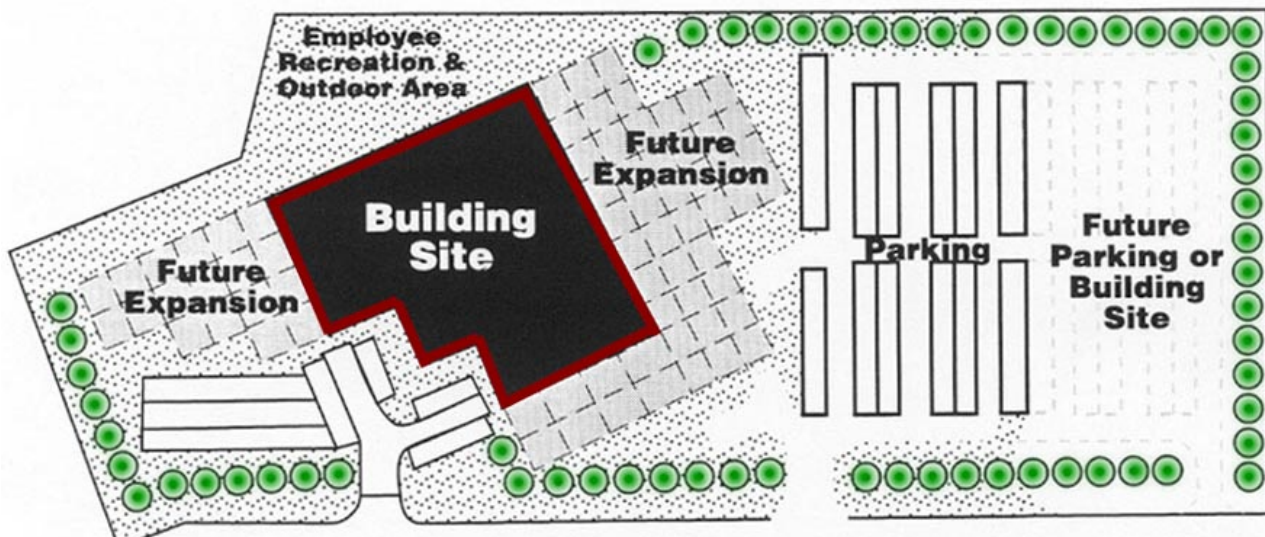 Employee
Recreation &
Outdoor Area
Future
Expansion
Building
Site
Future
Expansion
Parking
Future
Parking or
Building
Site